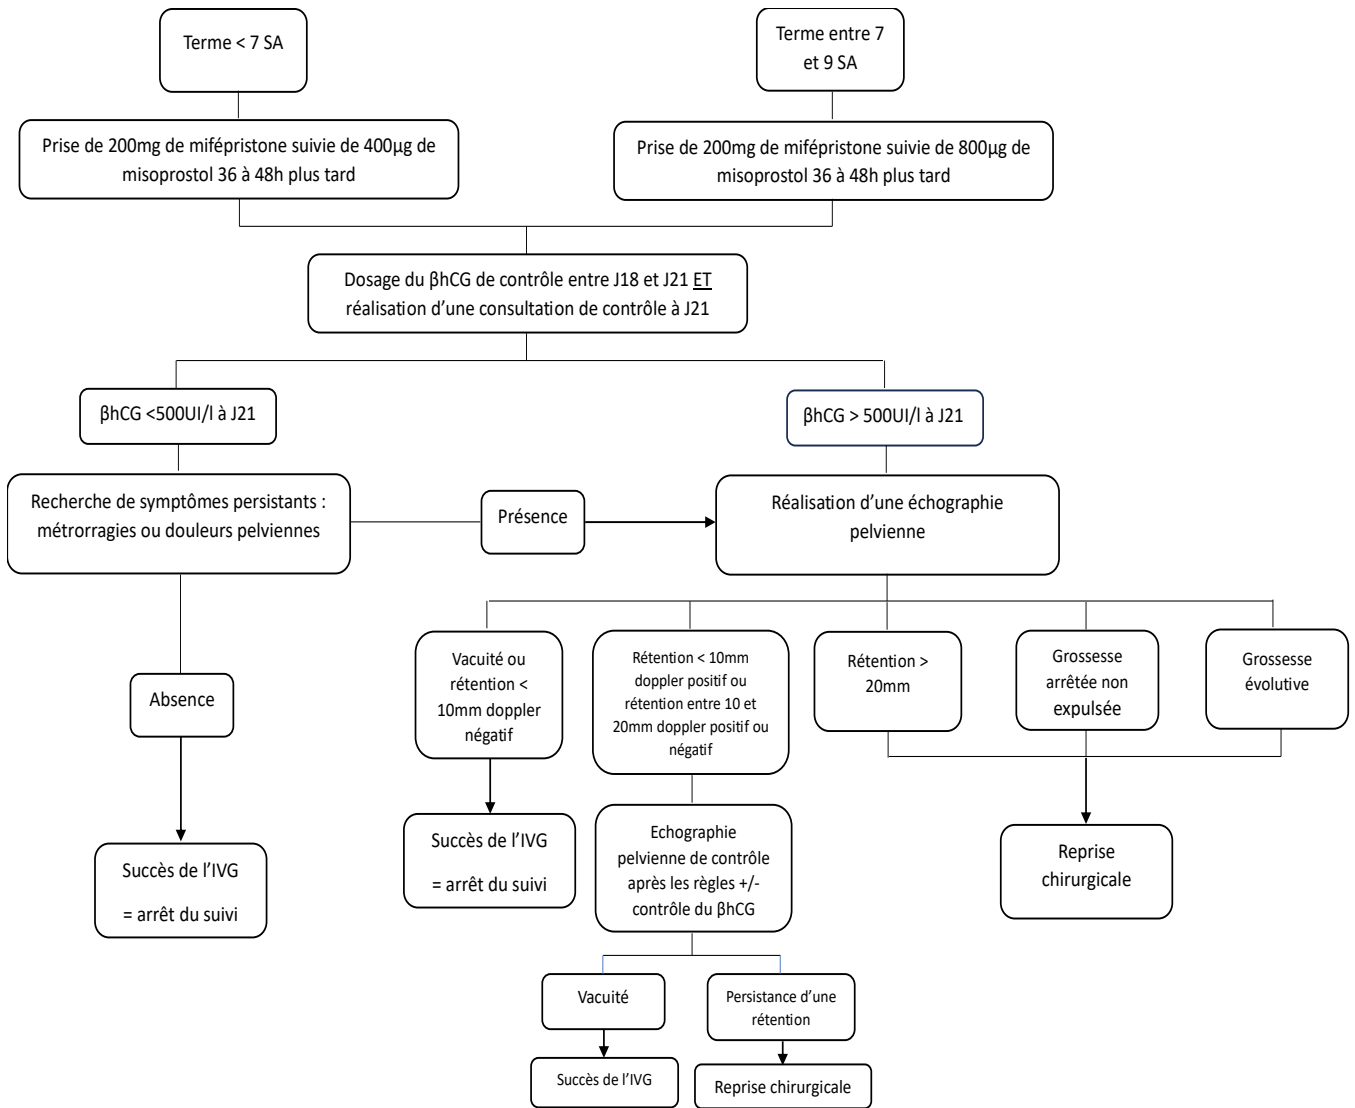 Terme < 7 SA
Terme entre 7
et 9 SA
Prise de 200mg de mifépristone suivie de 400µg de
misoprostol 36 à 48h plus tard
Prise de 200mg de mifépristone suivie de 800µg de
misoprostol 36 à 48h plus tard
Dosage du βhCG de contrôle entre J18 et J21 ET
réalisation d’une consultation de contrôle à J21
βhCG <500UI/l à J21
βhCG > 500UI/l à J21
Recherche de symptômes persistants :
métrorragies ou douleurs pelviennes
Présence
Réalisation d’une échographie
pelvienne
Absence
Succès de l’IVG
= arrêt du suivi
Vacuité ou
rétention <
10mm doppler
négatif
Succès de l’IVG
= arrêt du suivi
Rétention < 10mm
doppler positif ou
rétention entre 10 et
20mm doppler positif ou
négatif
Echographie
pelvienne de contrôle
après les règles +/-
contrôle du βhCG
Vacuité
Succès de l’IVG
Persistance d’une
rétention
Reprise chirurgicale
Rétention >
20mm
Grossesse
arrêtée non
expulsée
Grossesse
évolutive
Reprise
chirurgicale